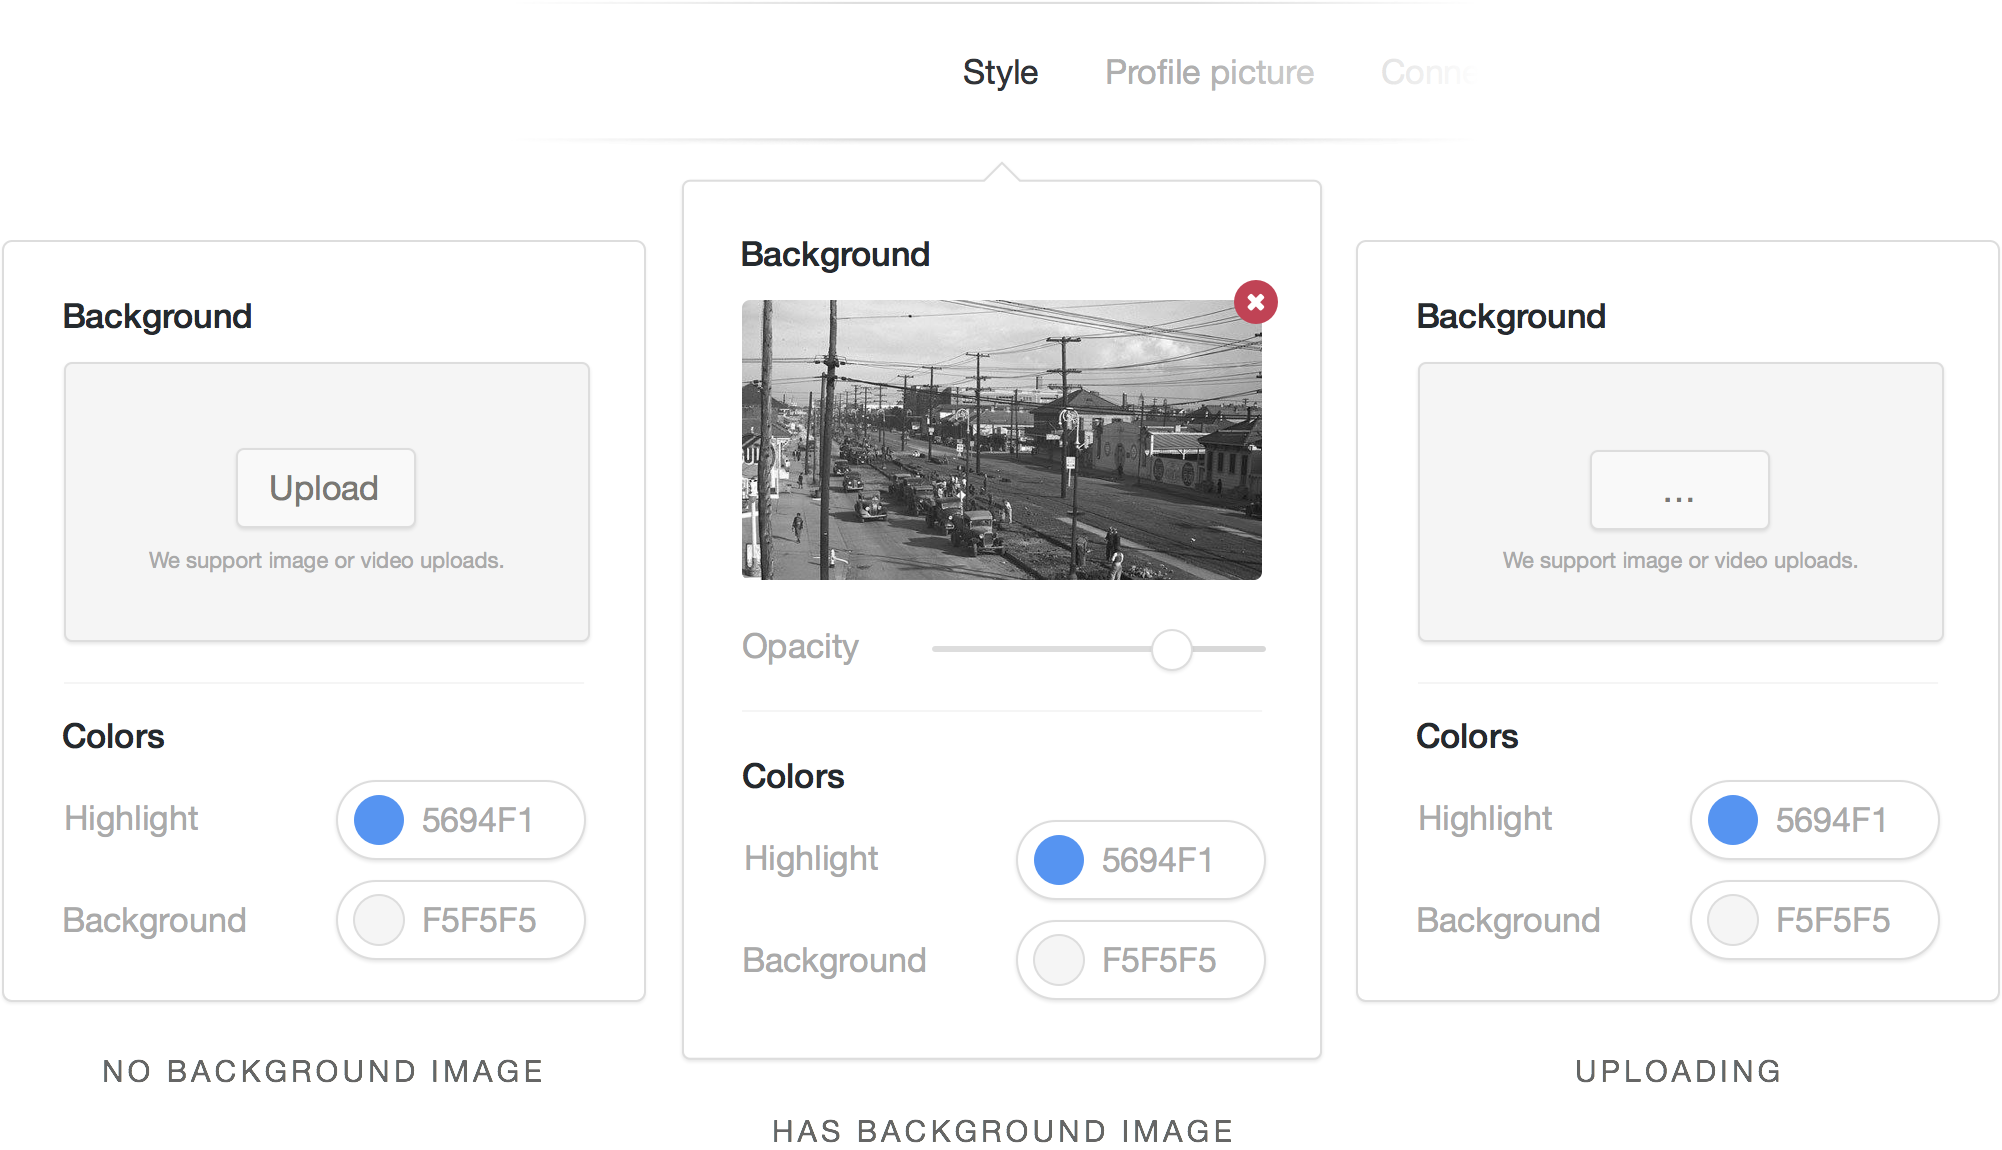 Style Profile picture Conne
Background
Upload
We support image or video uploads.
Colors
Highlight 5694F1
Background F5F5F5
NO BACKGROUND IMAGE
Background
Opacity
Colors
Highlight 5694F1
Background F5F5F5
HAS BACKGROUND IMAGE
Background
...
We support image or video uploads.
Colors
Highlight 5694F1
Background F5F5F5
UPLOADING